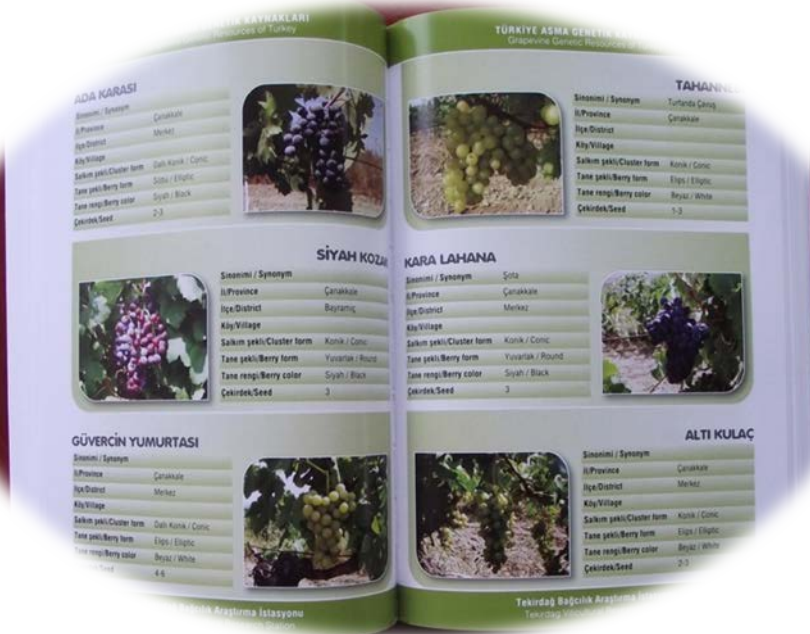 KAYNAKLARI
Resources of Turkey
ADA KARASI
Sinonimi / Synonym
İl/Province Çanakkale
İlçe/District Merkez
Köy/Village
Salkım şekli/Cluster form Dallı Konik / Conic
Tane şekli/Berry form Sobu / Elliptic
Tane rengi/Berry color Siyah / Black
Çekirdek/Seed 2-3
SİYAH KOZAK
Sinonimi / Synonym
İl/Province Çanakkale
İlçe/District Bayramiç
Köy/Village
Salkım şekli/Cluster form Konik / Conic
Tane şekli/Berry form Yuvarlak / Round
Tane rengi/Berry color Siyah / Black
Çekirdek/Seed 3
GÜVERCİN YUMURTASI
Sinonimi / Synonym
İl/Province Çanakkale
İlçe/District Merkez
Köy/Village
Salkım şekli/Cluster form Dallı Konik / Conic
Tane şekli/Berry form Elips / Elliptic
Tane rengi/Berry color Beyaz / White
4-6
Araştırma İstasyonu
Station
TÜRKİYE ASMA GENETİK
Grapevine Genetic Resources of
Sinonimi / Synonym Turfanda Çavuş
İl/Province Çanakkale
İlçe/District
Köy/Village
Salkım şekli/Cluster form Konik / Conic
Tane şekli/Berry form Elips / Elliptic
Tane rengi/Berry color Beyaz / White
Çekirdek/Seed 1-3
KARA LAHANA
Sinonimi / Synonym Şota
İl/Province Çanakkale
İlçe/District Merkez
Köy/Village
Salkım şekli/Cluster form Konik / Conic
Tane şekli/Berry form Yuvarlak / Round
Tane rengi/Berry color Siyah / Black
Çekirdek/Seed 3
ALTI KULAÇ
Sinonimi / Synonym
İl/Province Çanakkale
İlçe/District Merkez
Köy/Village
Salkım şekli/Cluster form Konik / Conic
Tane şekli/Berry form Elips / Elliptic
Tane rengi/Berry color Beyaz / White
Çekirdek/Seed 2-3
Tekirdağ Bağcılık Araştırma
Tekirdağ